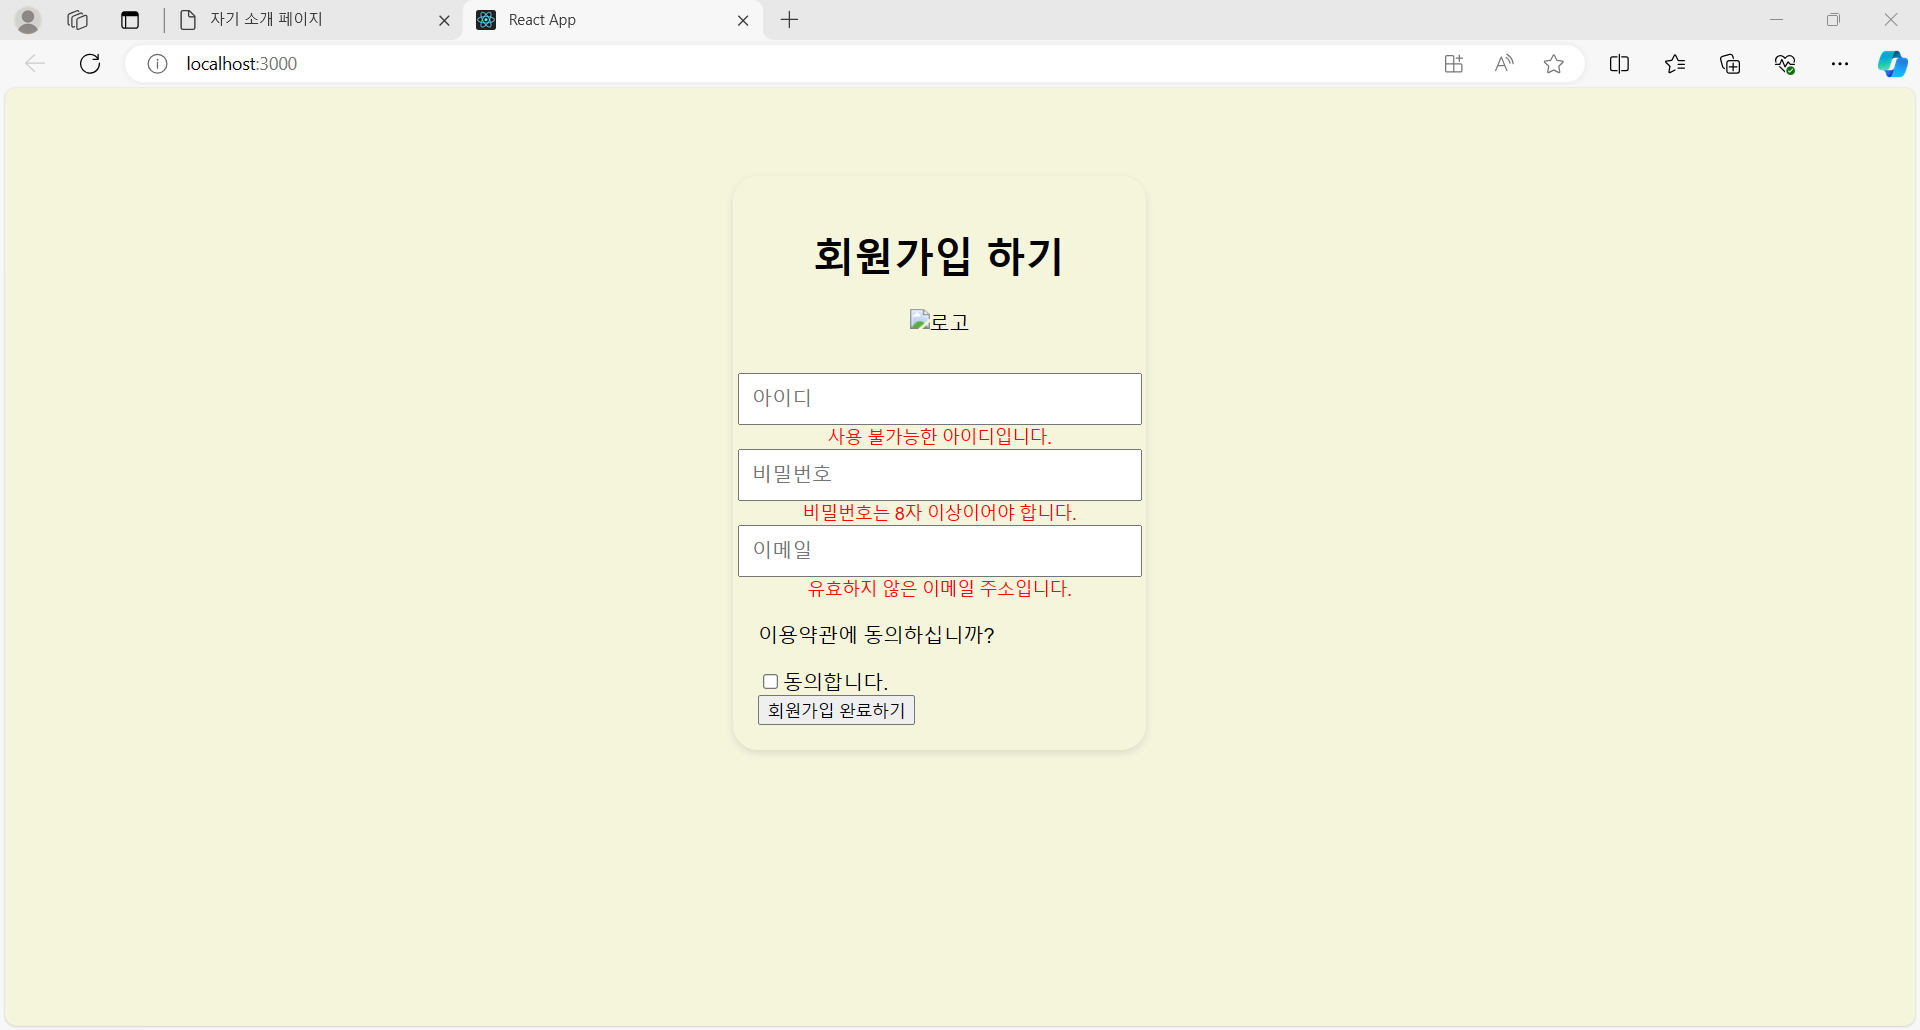 자기 소개 페이지
React App
localhost:3000
회원가입 하기
로고
아이디
사용 불가능한 아이디입니다.
비밀번호
비밀번호는 8자 이상이어야 합니다.
이메일
유효하지 않은 이메일 주소입니다.
이용약관에 동의하십니까?
동의합니다.
회원가입 완료하기